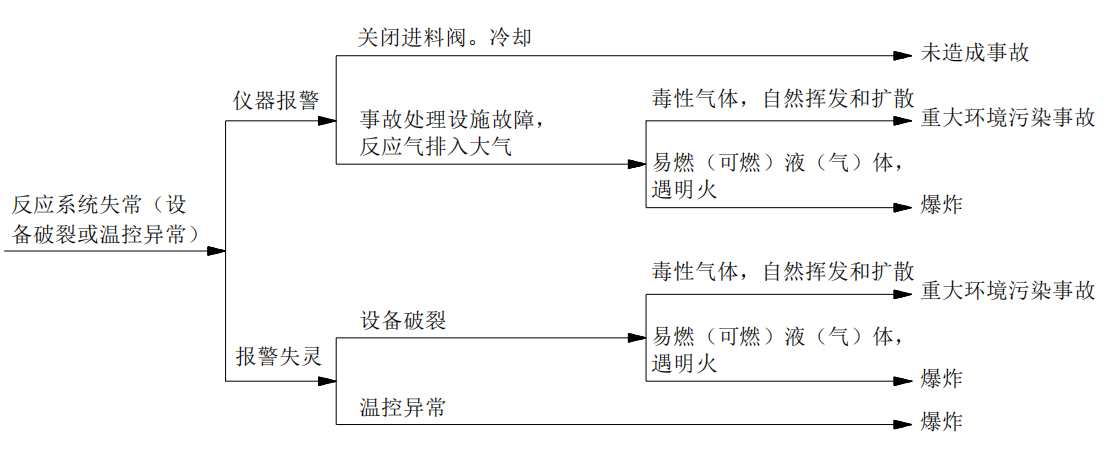 关闭进料阀。冷却
未造成事故
仪器报警
毒性气体，自然挥发和扩散
重大环境污染事故
事故处理设施故障，
反应气排入大气
易燃（可燃）液（气）体，
遇明火
爆炸
反应系统失常（设
备破裂或温控异常）
毒性气体，自然挥发和扩散
重大环境污染事故
设备破裂
易燃（可燃）液（气）体，
遇明火
爆炸
报警失灵
温控异常
爆炸